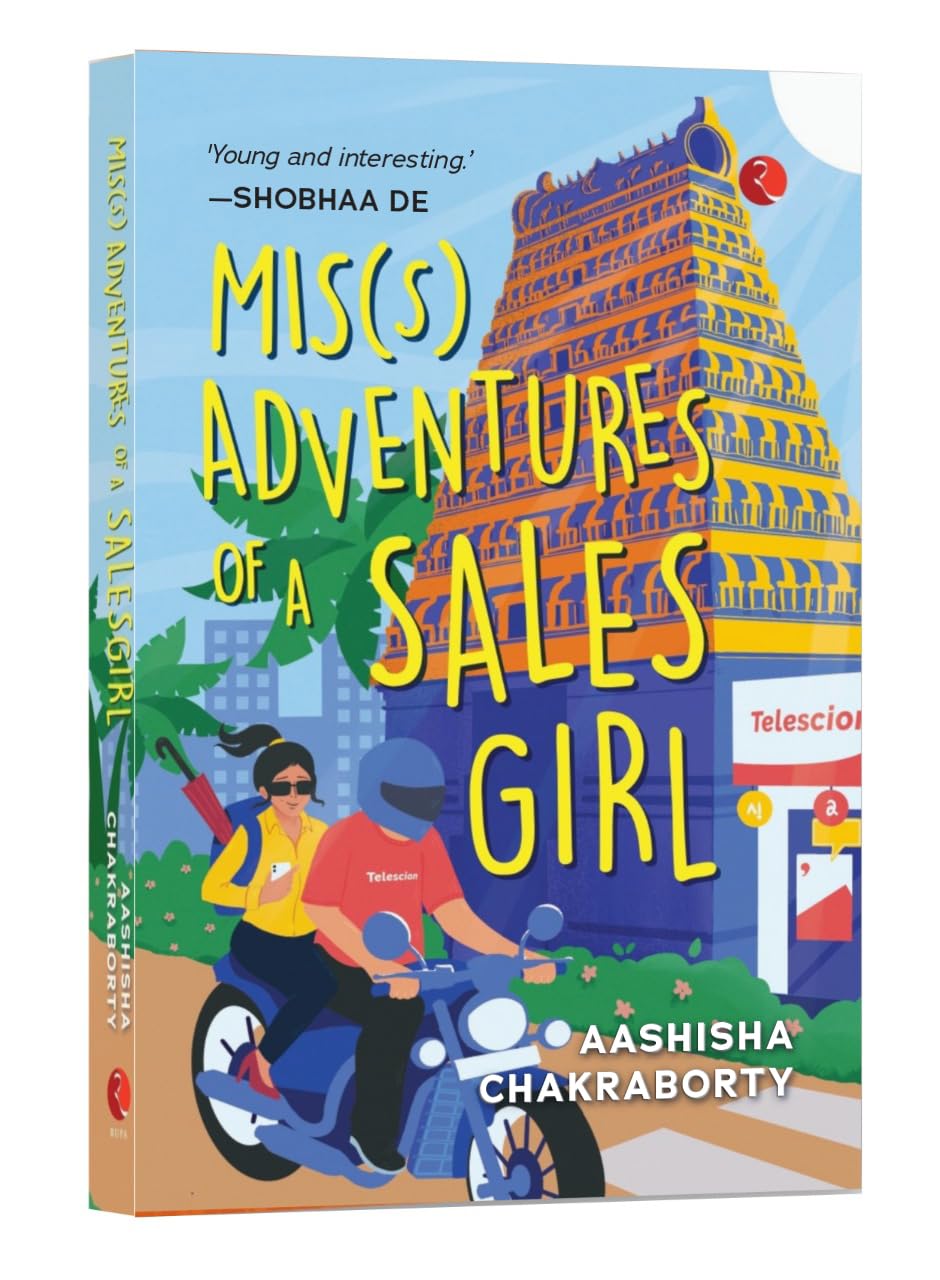 'Young and interesting.'
—SHOBHAA DE
MIS(S)
ADVENTURES
OF A SALES
GIRL
Telescion
Telescion
AASHISHA
CHAKRABORTY
MIS(S) ADVENTURES OF A SALESGIRL
AASHISHA
CHAKRABORTY
RUPA